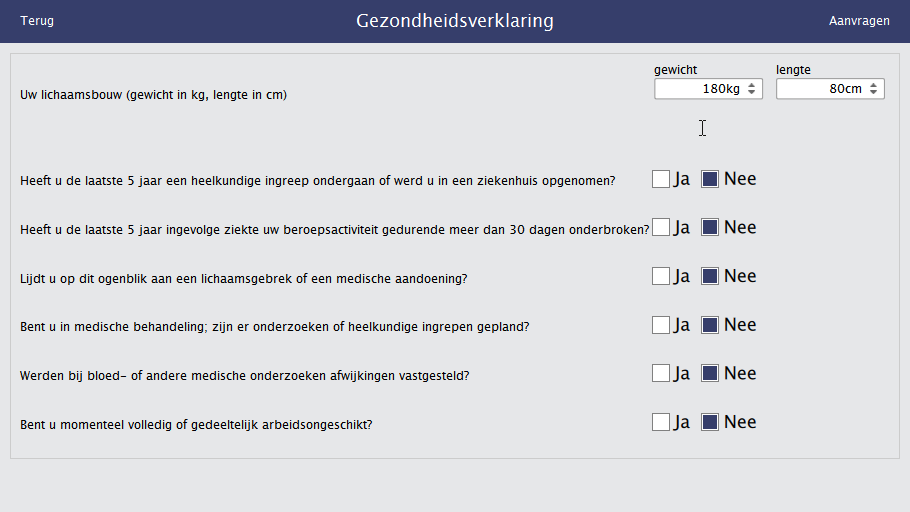 Terug Gezondheidsverklaring Aanvragen
gewicht lengte
Uw lichaamsbouw (gewicht in kg, lengte in cm) 180kg 80cm
Heeft u de laatste 5 jaar een heelkundige ingreep ondergaan of werd u in een ziekenhuis opgenomen? Ja Nee
Heeft u de laatste 5 jaar ingevolge ziekte uw beroepsactiviteit gedurende meer dan 30 dagen onderbroken? Ja Nee
Lijdt u op dit ogenblik aan een lichaamsgebrek of een medische aandoening? Ja Nee
Bent u in medische behandeling; zijn er onderzoeken of heelkundige ingrepen gepland? Ja Nee
Werden bij bloed- of andere medische onderzoeken afwijkingen vastgesteld? Ja Nee
Bent u momenteel volledig of gedeeltelijk arbeidsongeschikt? Ja Nee